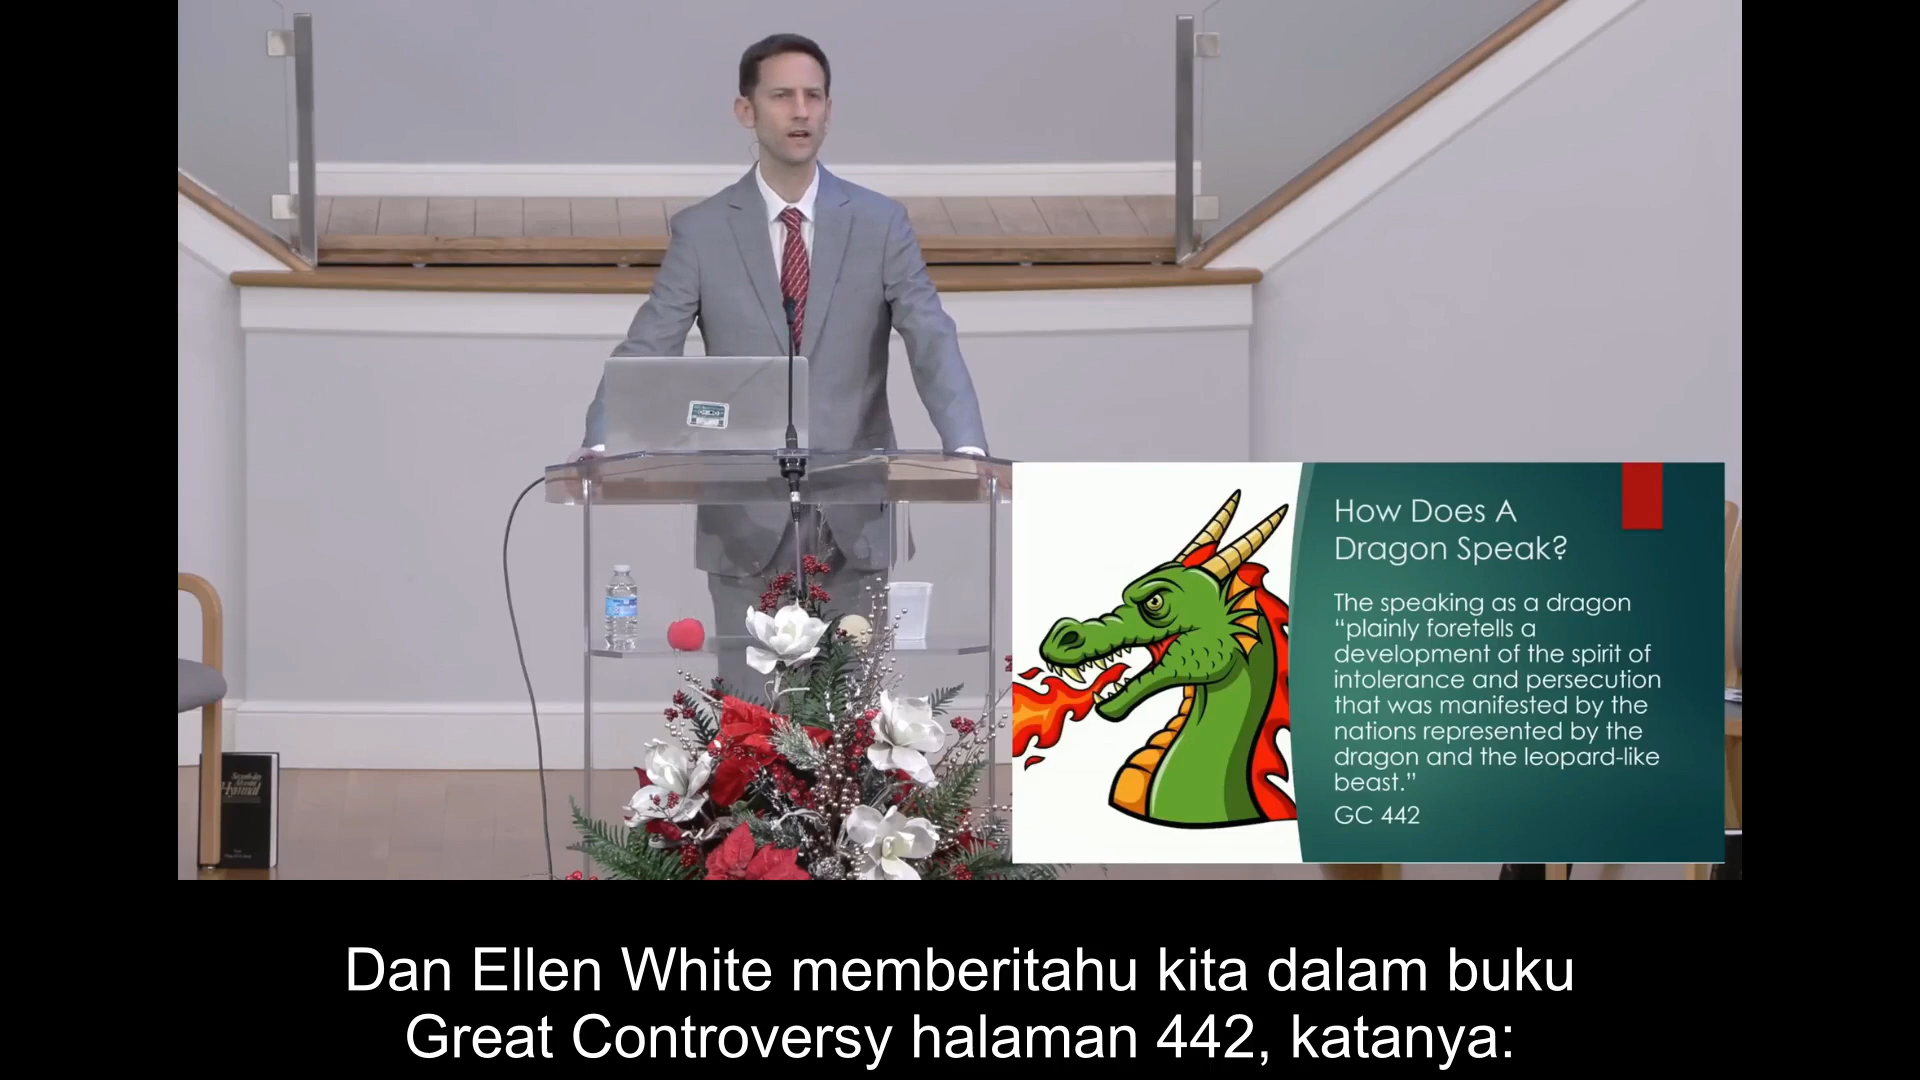 How Does A
Dragon Speak?
The speaking as a dragon
“plainly foretells a
development of the spirit of
intolerance and persecution
that was manifested by the
nations represented by the
dragon and the leopard-like
beast.”
GC 442
Hymnal
Dan Ellen White memberitahu kita dalam buku
Great Controversy halaman 442, katanya: